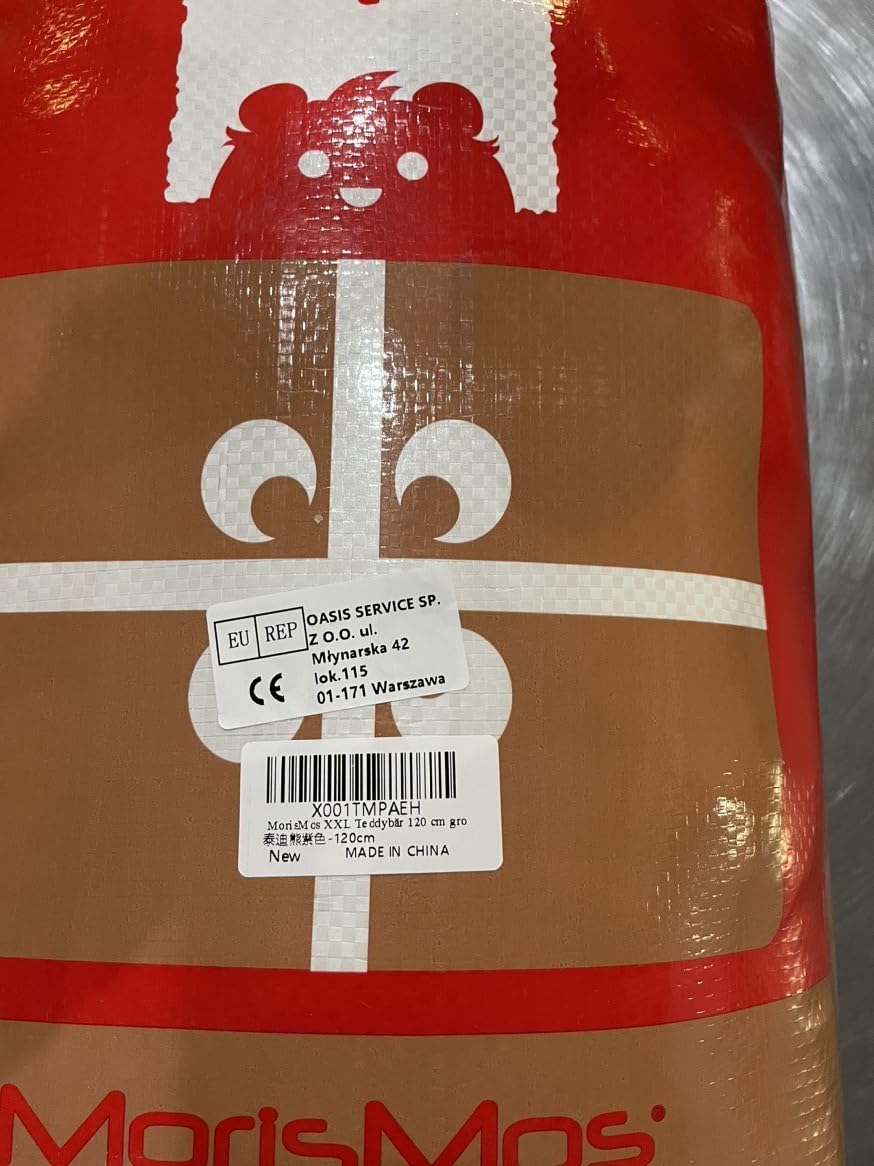 EU REP
OASIS SERVICE SP.
Z O.O. ul.
Młynarska 42
lok.115
01-171 Warszawa
CE
X001TMPAEH
MorisMos XXL Teddybär 120 cm gro
泰迪熊紫色-120cm
New MADE IN CHINA
MorisMos